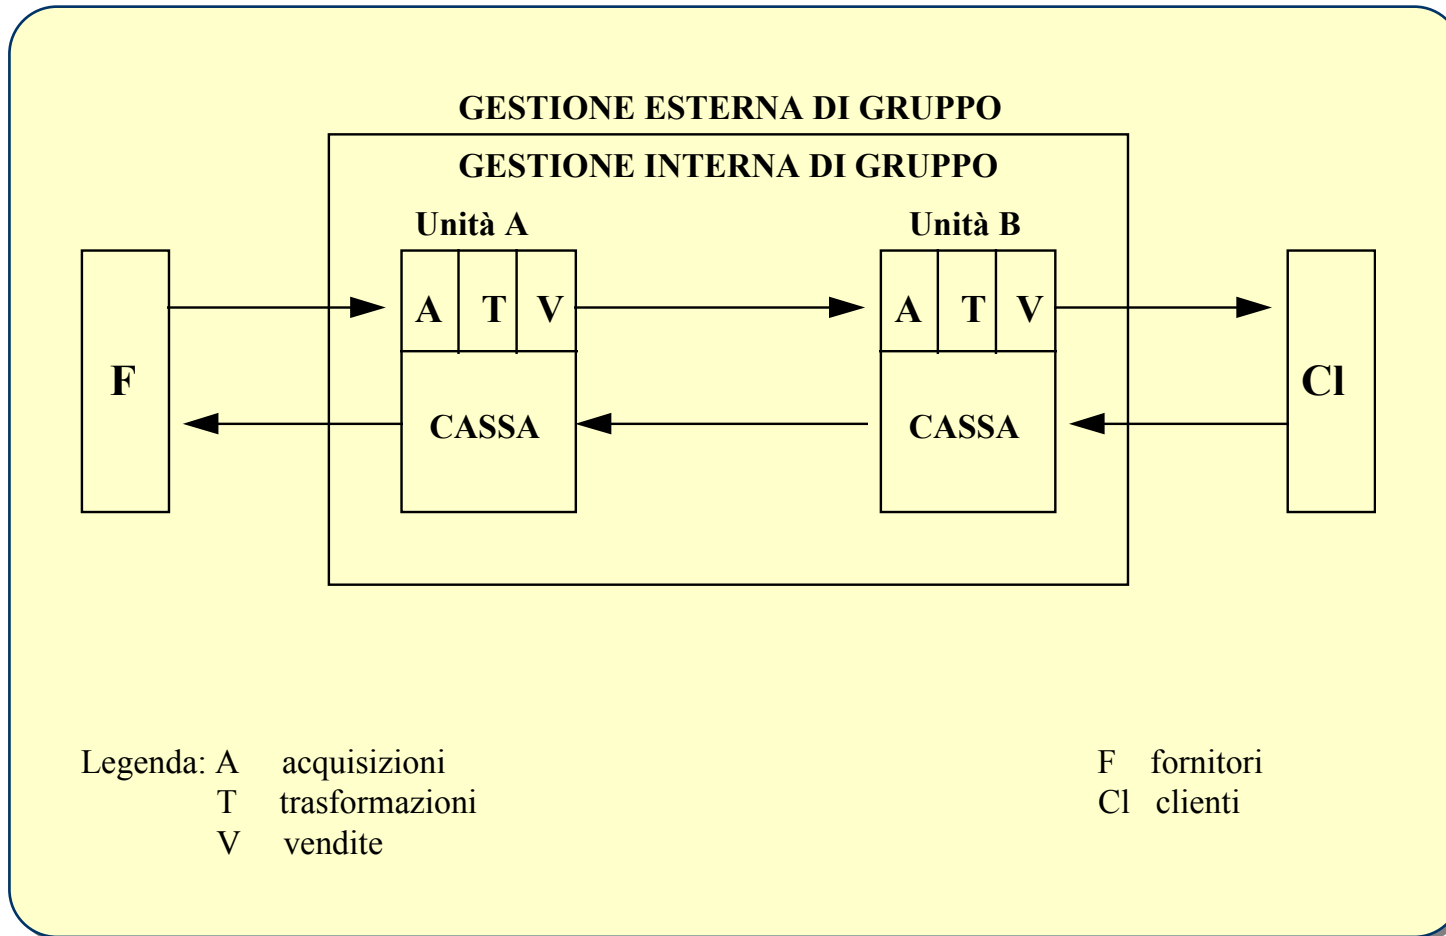 GESTIONE ESTERNA DI GRUPPO
GESTIONE INTERNA DI GRUPPO
Unità A Unità B
A T V A T V
F CASSA CASSA Cl
Legenda: A acquisizioni F fornitori
T trasformazioni Cl clienti
V vendite